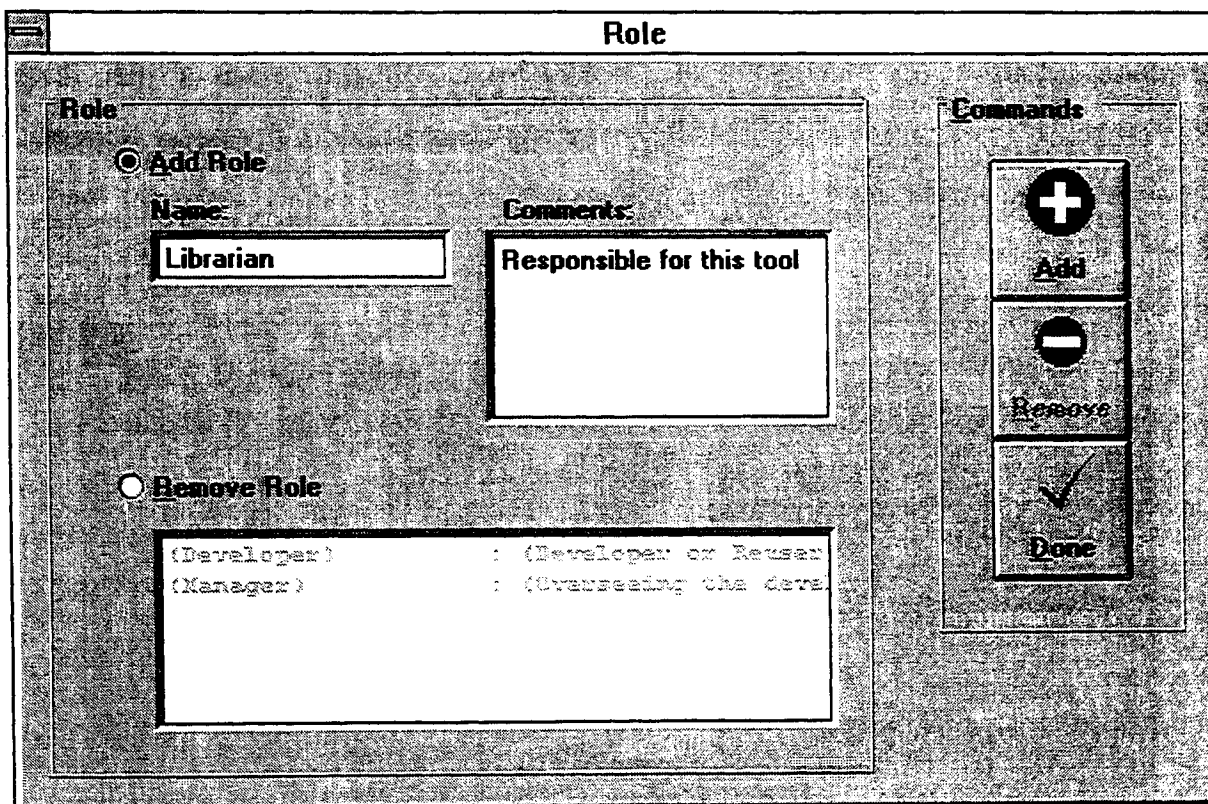 Role
Role
Add Role
Name:
Librarian
Comments:
Responsible for this tool
Remove Role
(Developer) : (Developer or Reuser
(Manager) : (Overseeing the deve
Commands
Add
Remove
Done